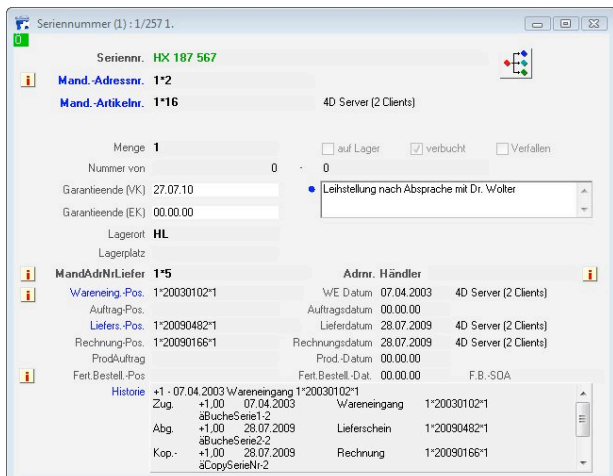 Seriennummer (1) : 1/257 1.
Ü
Seriennr. HX 187 567
Mand.-Adressnr. 1*2
Mand.-Artikelnr. 1*16 4D Server (2 Clients)
Menge 1 auf Lager verbucht Verfallen
Nummer von 0 - 0
Garantieende (VK) 27.07.10 Leihstellung nach Absprache mit Dr. Wolter
Garantieende (EK) 00.00.00
Lagerort HL
Lagerplatz
MandAdrNrLiefer 1*5 Adrnr. Händler
Wareneing.-Pos. 1*20030102*1 WE Datum 07.04.2003 4D Server (2 Clients)
Auftrag-Pos. Auftragsdatum 00.00.00
Liefers.-Pos. 1*20090482*1 Lieferdatum 28.07.2009 4D Server (2 Clients)
Rechnung-Pos. 1*20090166*1 Rechnungsdatum 28.07.2009 4D Server (2 Clients)
ProdAuftrag Prod.-Datum 00.00.00
Fert.Bestell.-Pos Fert.Bestell.-Dat. 00.00.00 F.B.-SOA
Historie +1 - 07.04.2003 Wareneingang 1*20030102*1
Zug. +1,00 07.04.2003 Wareneingang 1*20030102*1
äBucheSerie1-2
Abg. +1,00 28.07.2009 Lieferschein 1*20090482*1
äBucheSerie2-2
Kop.- +1,00 28.07.2009 Rechnung 1*20090166*1
äCopySerieNr-2